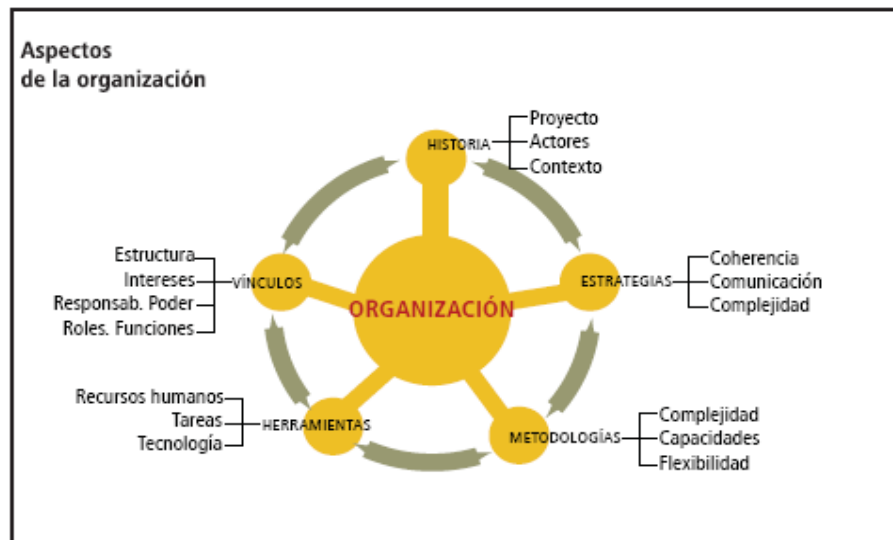 Aspectos
de la organización
HISTORIA
Proyecto
Actores
Contexto
VÍNCULOS
Estructura
Intereses
Responsab. Poder
Roles. Funciones
ORGANIZACIÓN
ESTRATEGIAS
Coherencia
Comunicación
Complejidad
HERRAMIENTAS
Recursos humanos
Tareas
Tecnología
METODOLOGÍAS
Complejidad
Capacidades
Flexibilidad